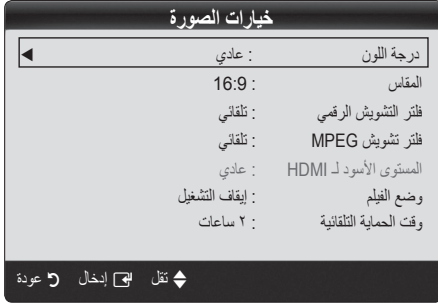 خيارات الصورة
درجة اللون : عادي
المقاس : 16:9
فلتر التشويش الرقمي : تلقائي
فلتر تشويش MPEG : تلقائي
المستوى الأسود لـ HDMI : عادي
وضع الفيلم : إيقاف التشغيل
وقت الحماية التلقائية : ٢ ساعات
نقل إدخال عودة